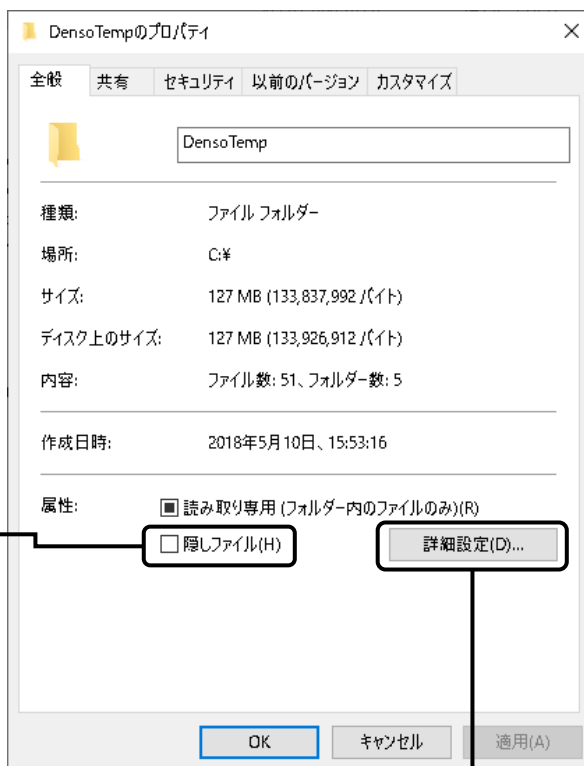 DensoTempのプロパティ
全般 共有 セキュリティ 以前のバージョン カスタマイズ
DensoTemp
種類: ファイル フォルダー
場所: C:¥
サイズ: 127 MB (133,837,992 バイト)
ディスク上のサイズ: 127 MB (133,926,912 バイト)
内容: ファイル数: 51、フォルダー数: 5
作成日時: 2018年5月10日、15:53:16
属性: 読み取り専用 (フォルダー内のファイルのみ)(R)
隠しファイル(H) 詳細設定(D)...
OK キャンセル 適用(A)